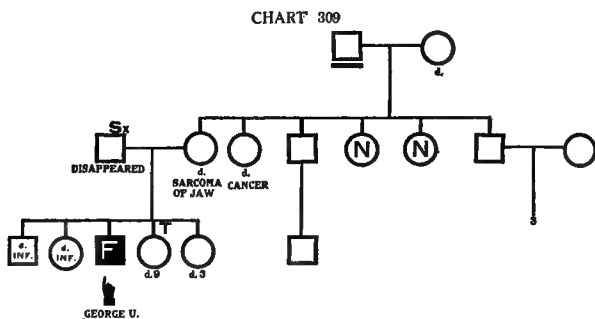 CHART 309
d.
Sx
DISAPPEARED
d.
SARCOMA
OF JAW
d.
CANCER
N
N
3
d.
INF.
d.
INF.
F
T
d.9
d.3
GEORGE U.